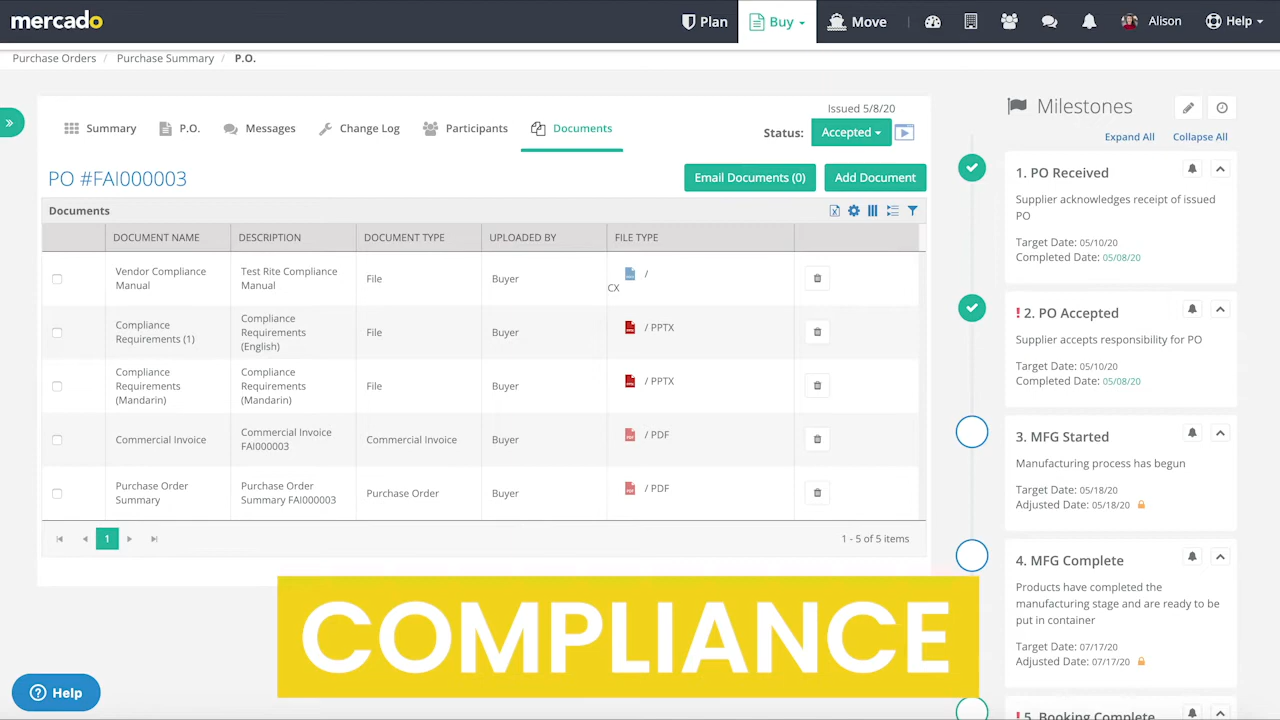 mercado
Plan
Buy
Move
Alison
Help
Purchase Orders / Purchase Summary / P.O.
Issued 5/8/20
Summary
P.O.
Messages
Change Log
Participants
Documents
Status:
Accepted
PO #FAI000003
Email Documents (0)
Add Document
Documents
DOCUMENT NAME
DESCRIPTION
DOCUMENT TYPE
UPLOADED BY
FILE TYPE
Vendor Compliance
Manual
Test Rite Compliance
Manual
File
Buyer
/
CX
Compliance
Requirements (1)
Compliance
Requirements
(English)
File
Buyer
/ PPTX
Compliance
Requirements
(Mandarin)
Compliance
Requirements
(Mandarin)
File
Buyer
/ PPTX
Commercial Invoice
Commercial Invoice
FAI000003
Commercial Invoice
Buyer
/ PDF
Purchase Order
Summary
Purchase Order
Summary FAI000003
Purchase Order
Buyer
/ PDF
1
1 - 5 of 5 items
Milestones
Expand All
Collapse All
1. PO Received
Supplier acknowledges receipt of issued
PO
Target Date: 05/10/20
Completed Date: 05/08/20
! 2. PO Accepted
Supplier accepts responsibility for PO
Target Date: 05/10/20
Completed Date: 05/08/20
3. MFG Started
Manufacturing process has begun
Target Date: 05/18/20
Adjusted Date: 05/18/20
4. MFG Complete
Products have completed the
manufacturing stage and are ready to be
put in container
Target Date: 07/17/20
Adjusted Date: 07/17/20
! 5. Booking Complete
COMPLIANCE
Help